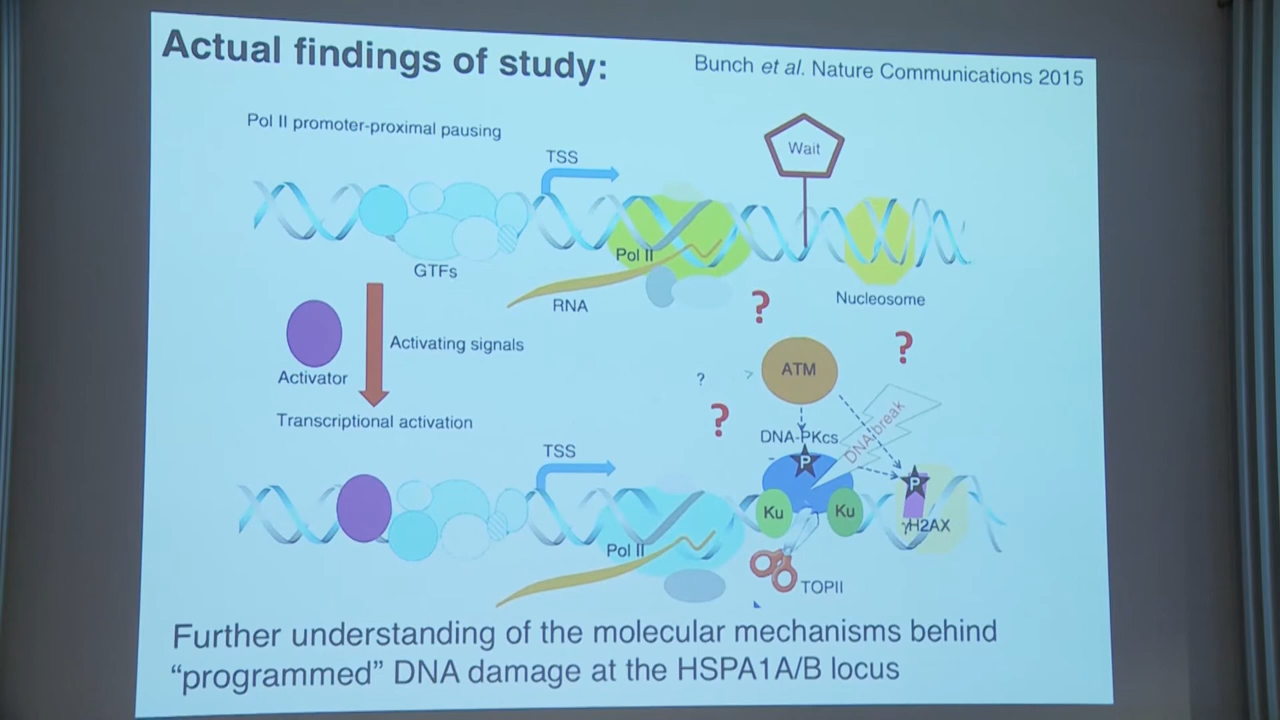 Actual findings of study:
Bunch et al. Nature Communications 2015
Pol II promoter-proximal pausing
TSS
Wait
Pol II
GTFs
RNA
Nucleosome
?
?
Activating signals
Activator
ATM
?
?
Transcriptional activation
DNA break
DNA-PKcs
TSS
P
P
Ku
Ku
γH2AX
Pol II
TOPII
Further understanding of the molecular mechanisms behind
“programmed” DNA damage at the HSPA1A/B locus